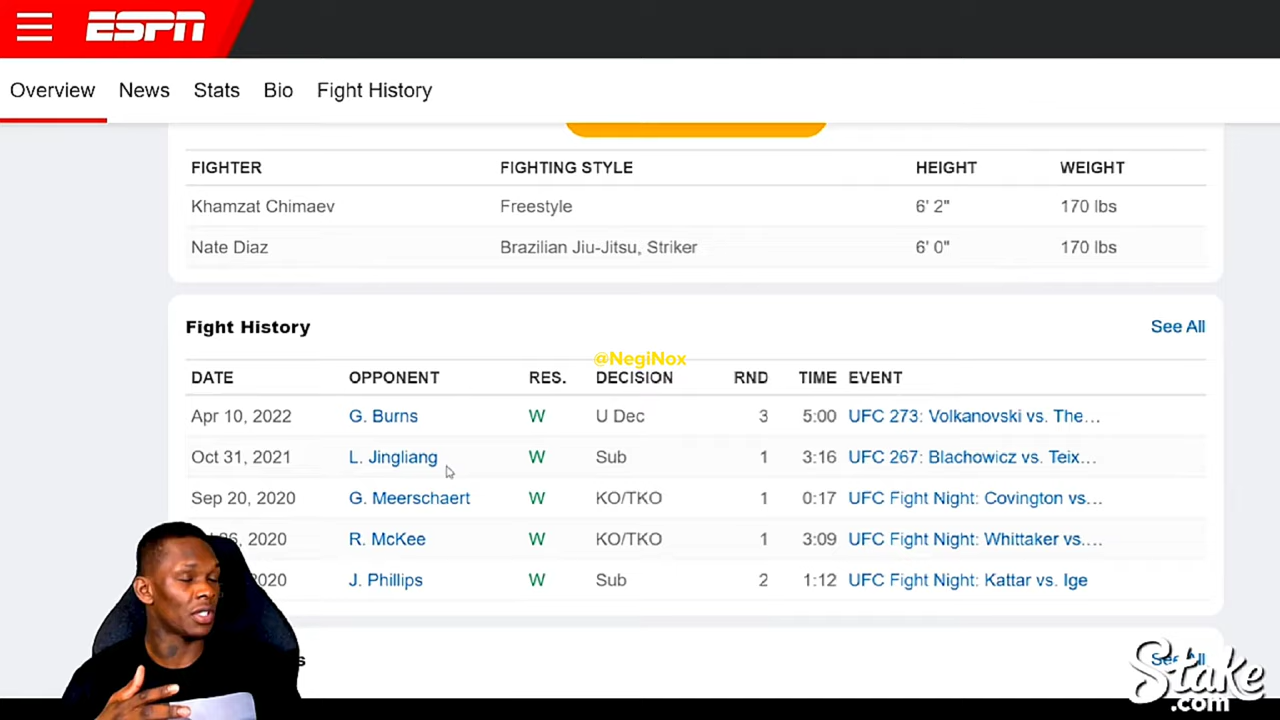 ESPN
Overview News Stats Bio Fight History
FIGHTER FIGHTING STYLE HEIGHT WEIGHT
Khamzat Chimaev Freestyle 6' 2" 170 lbs
Nate Diaz Brazilian Jiu-Jitsu, Striker 6' 0" 170 lbs
Fight History See All
@NegiNox
DATE OPPONENT RES. DECISION RND TIME EVENT
Apr 10, 2022 G. Burns W U Dec 3 5:00 UFC 273: Volkanovski vs. The...
Oct 31, 2021 L. Jingliang W Sub 1 3:16 UFC 267: Blachowicz vs. Teix...
Sep 20, 2020 G. Meerschaert W KO/TKO 1 0:17 UFC Fight Night: Covington vs...
26, 2020 R. McKee W KO/TKO 1 3:09 UFC Fight Night: Whittaker vs....
2020 J. Phillips W Sub 2 1:12 UFC Fight Night: Kattar vs. Ige
See All
Stake
.com